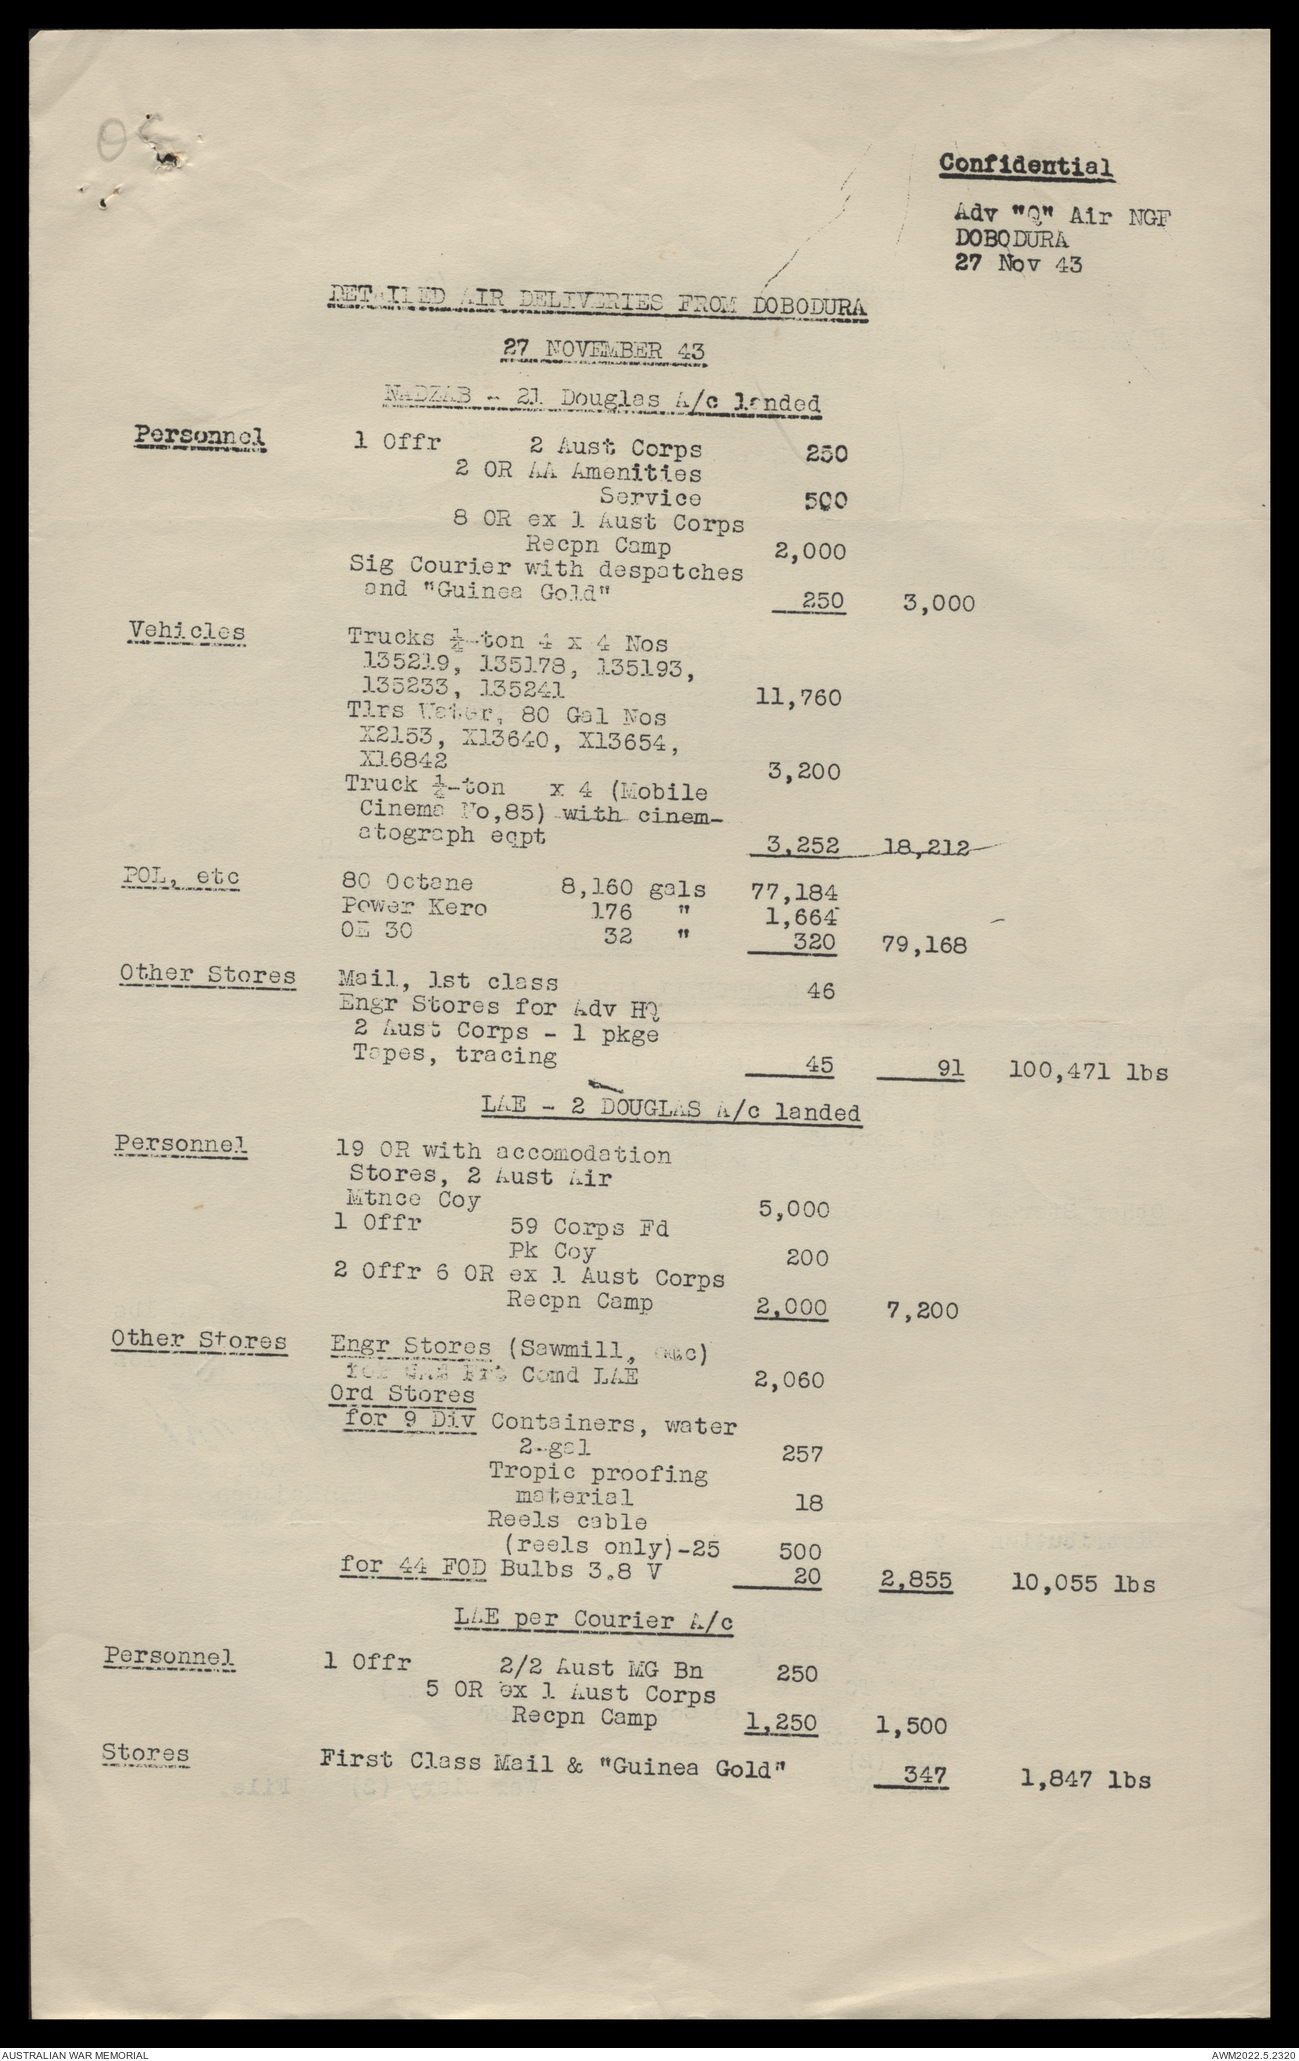 Confidential
Adv "Q" Air NGF
DOBODURA
27 Nov 43
DETAILED AIR DELIVERIES FROM DOBODURA
27 NOVEMBER 43
NADZAB - 21 Douglas A/c landed
Personnel 1 Offr 2 Aust Corps 250
2 OR AA Amenities
Service 500
8 OR ex 1 Aust Corps
Recpn Camp 2,000
Sig Courier with despatches
and "Guinea Gold" 250 3,000
Vehicles Trucks ½-ton 4 x 4 Nos
135219, 135178, 135193,
135233, 135241 11,760
Tlrs Water, 80 Gal Nos
X2153, X13640, X13654,
X16842 3,200
Truck ½-ton x 4 (Mobile
Cinema No,85) with cinem-
atograph eqpt 3,252 18,212
POL, etc 80 Octane 8,160 gals 77,184
Power Kero 176 " 1,664
OE 30 32 " 320 79,168
Other Stores Mail, 1st class 46
Engr Stores for Adv HQ
2 Aust Corps - 1 pkge
Tapes, tracing 45 91 100,471 lbs
LAE - 2 DOUGLAS A/c landed
Personnel 19 OR with accomodation
Stores, 2 Aust Air
Mtnce Coy 5,000
1 Offr 59 Corps Fd
Pk Coy 200
2 Offr 6 OR ex 1 Aust Corps
Recpn Camp 2,000 7,200
Other Stores Engr Stores (Sawmill,
for Comd LAE 2,060
Ord Stores
for 9 Div Containers, water
2-gal 257
Tropic proofing
material 18
Reels cable
(reels only)-25 500
for 44 FOD Bulbs 3.8 V 20 2,855 10,055 lbs
LAE per Courier A/c
Personnel 1 Offr 2/2 Aust MG Bn 250
5 OR ex 1 Aust Corps
Recpn Camp 1,250 1,500
Stores First Class Mail & "Guinea Gold" 347 1,847 lbs
AUSTRALIAN WAR MEMORIAL AWM2022.5.2320